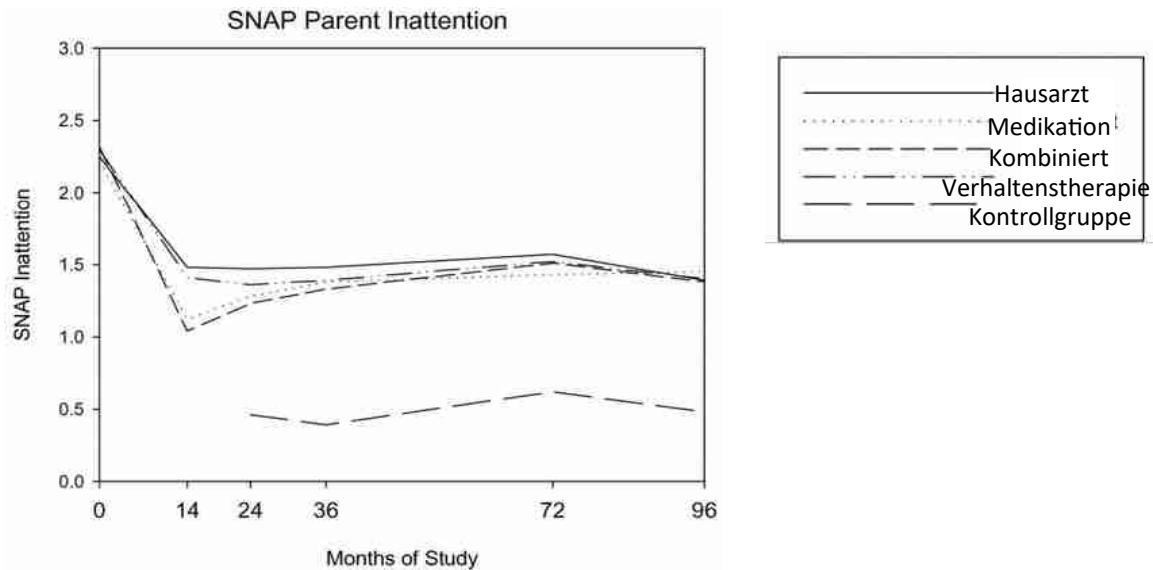 SNAP Parent Inattention
3.0
2.5
2.0
1.5
1.0
0.5
0.0
SNAP Inattention
0 14 24 36 72 96
Months of Study
Hausarzt
Medikation
Kombiniert
Verhaltenstherapie
Kontrollgruppe